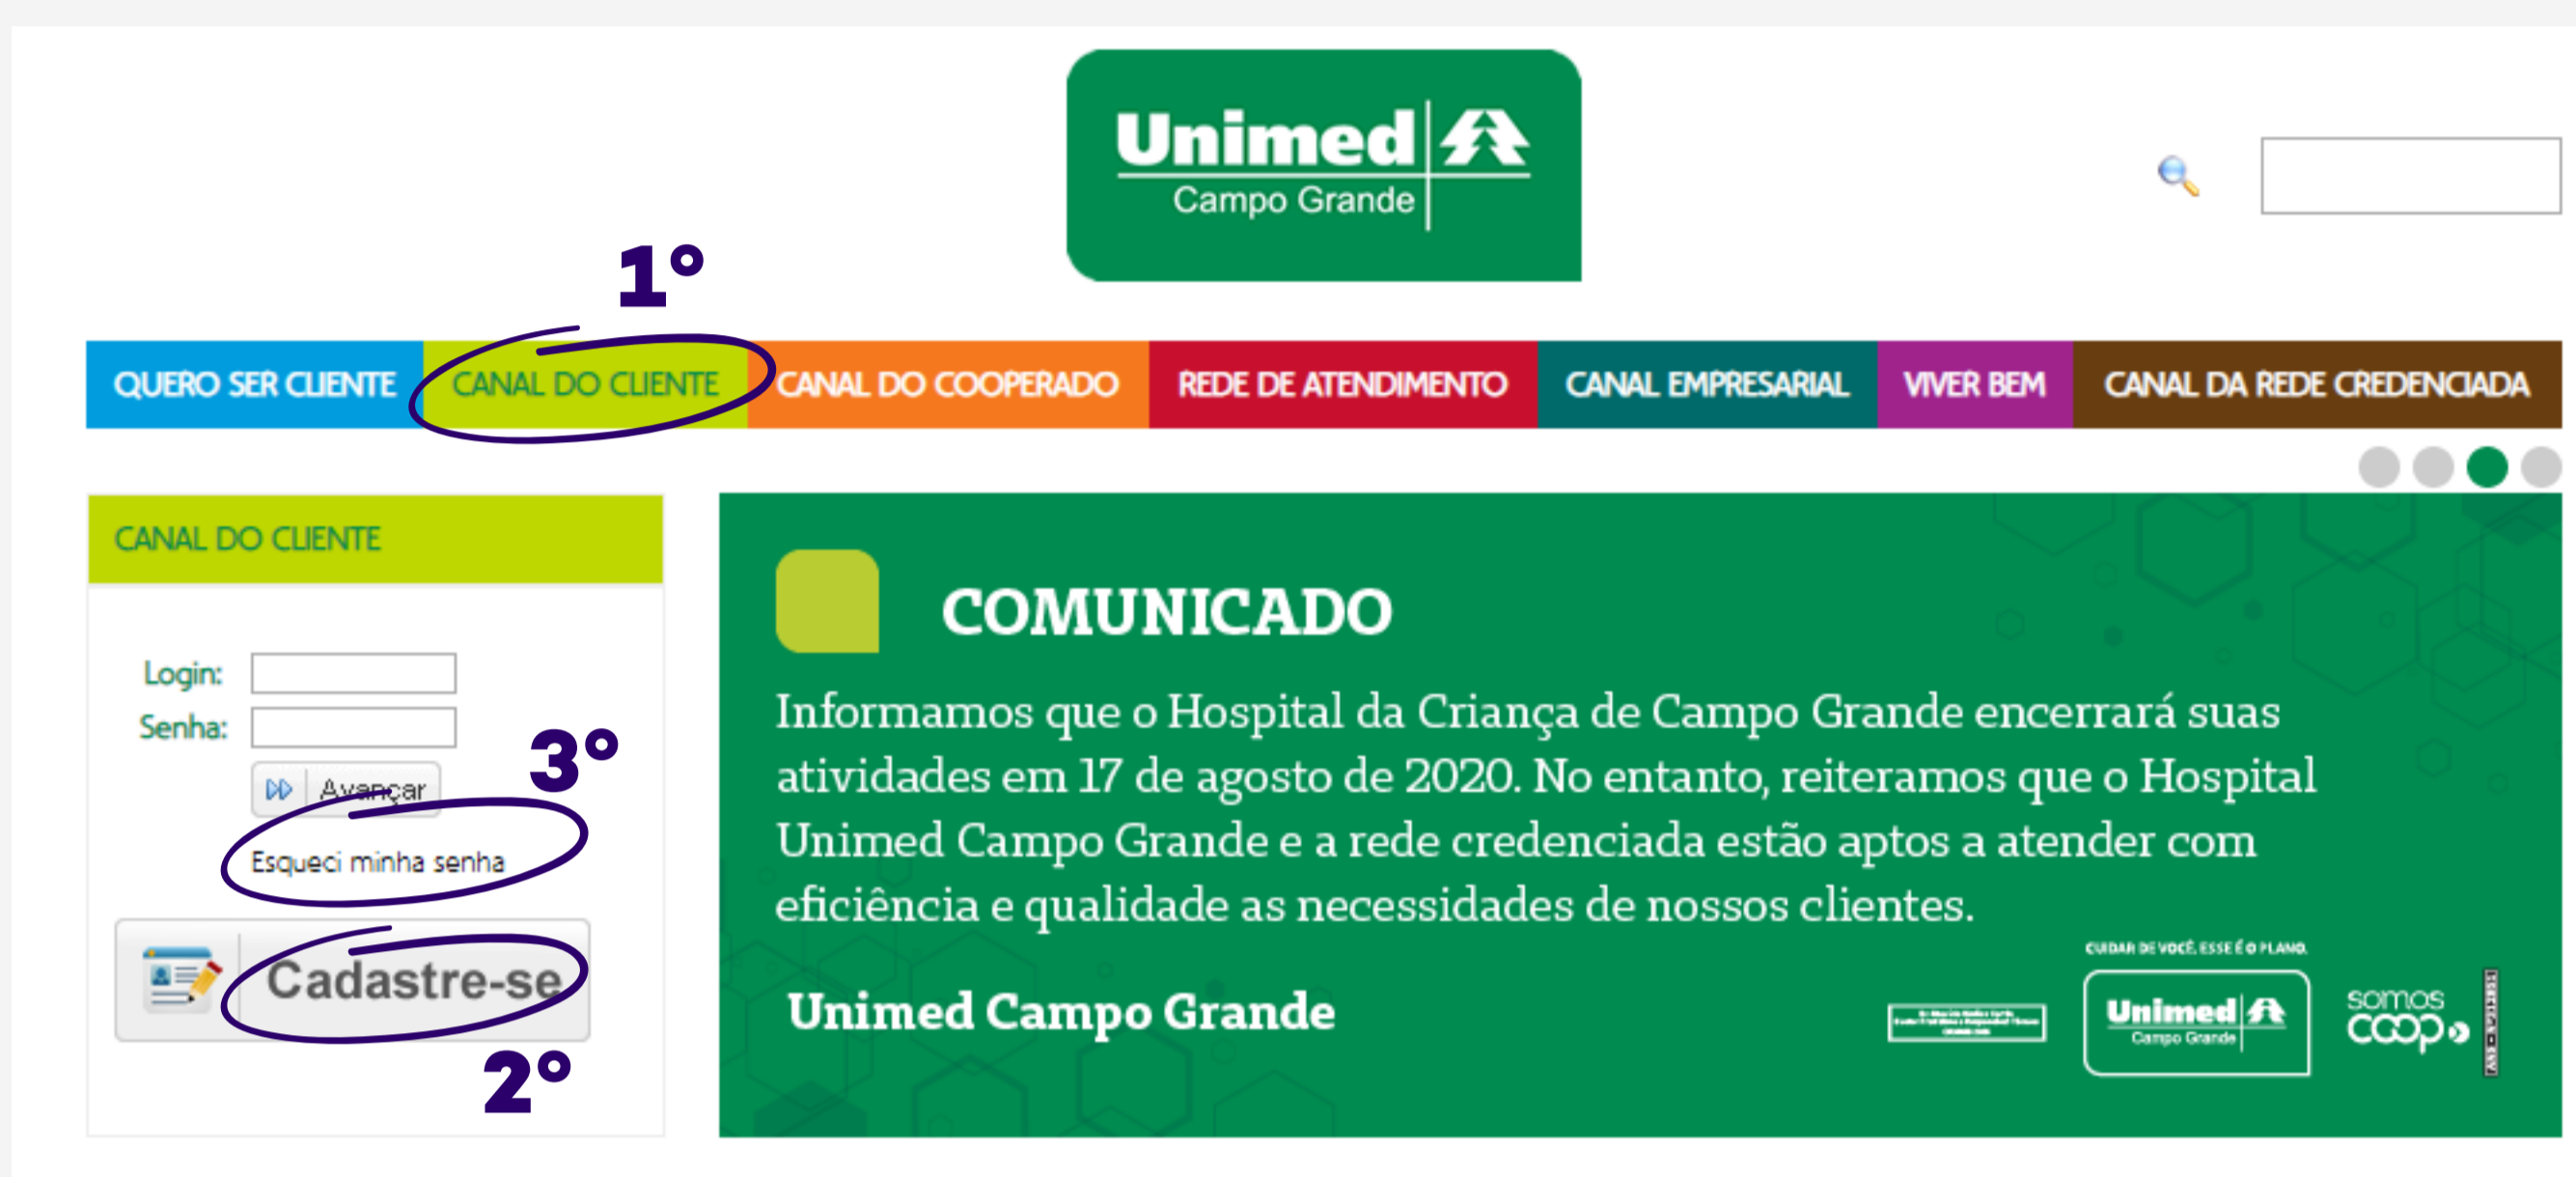 Unimed
Campo Grande
1º
QUERO SER CLIENTE CANAL DO CLIENTE CANAL DO COOPERADO REDE DE ATENDIMENTO CANAL EMPRESARIAL VIVER BEM CANAL DA REDE CREDENCIADA
CANAL DO CLIENTE
Login:
Senha:
3º
Avançar
Esqueci minha senha
Cadastre-se
2º
COMUNICADO
Informamos que o Hospital da Criança de Campo Grande encerrará suas
atividades em 17 de agosto de 2020. No entanto, reiteramos que o Hospital
Unimed Campo Grande e a rede credenciada estão aptos a atender com
eficiência e qualidade as necessidades de nossos clientes.
Unimed Campo Grande
CUIDAR DE VOCÊ. ESSE É O PLANO.
Unimed
Campo Grande
somos
coop